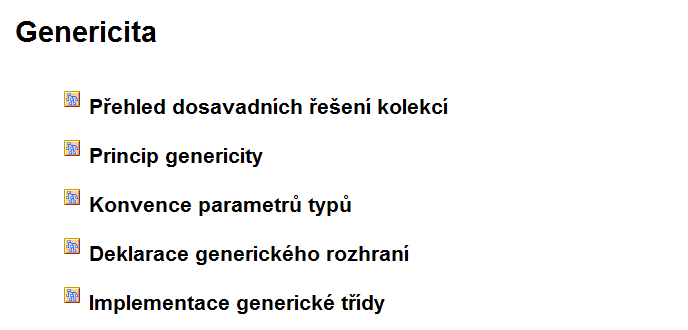 Genericita
Přehled dosavadních řešení kolekcí
Princip genericity
Konvence parametrů typů
Deklarace generického rozhraní
Implementace generické třídy